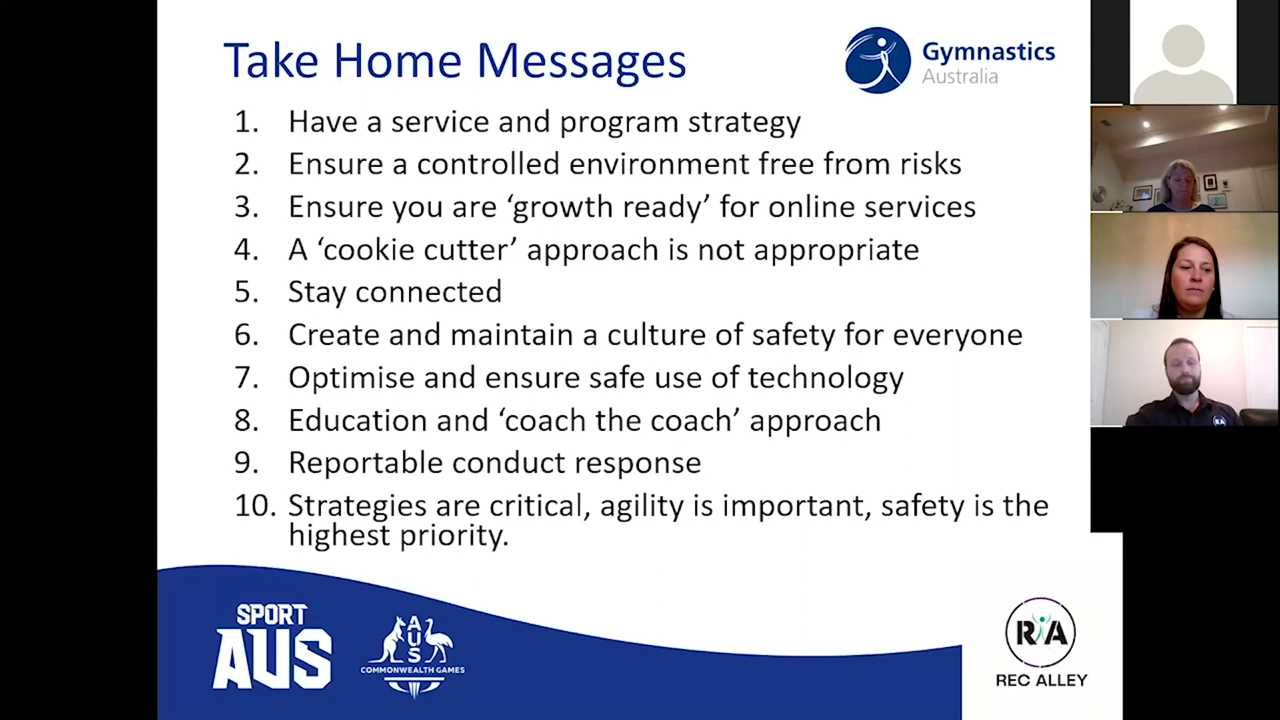 Take Home Messages
Gymnastics
Australia
1. Have a service and program strategy
2. Ensure a controlled environment free from risks
3. Ensure you are ‘growth ready’ for online services
4. A ‘cookie cutter’ approach is not appropriate
5. Stay connected
6. Create and maintain a culture of safety for everyone
7. Optimise and ensure safe use of technology
8. Education and ‘coach the coach’ approach
9. Reportable conduct response
10. Strategies are critical, agility is important, safety is the
highest priority.
SPORT
AUS
AUS
COMMONWEALTH GAMES
RA
REC ALLEY
RA